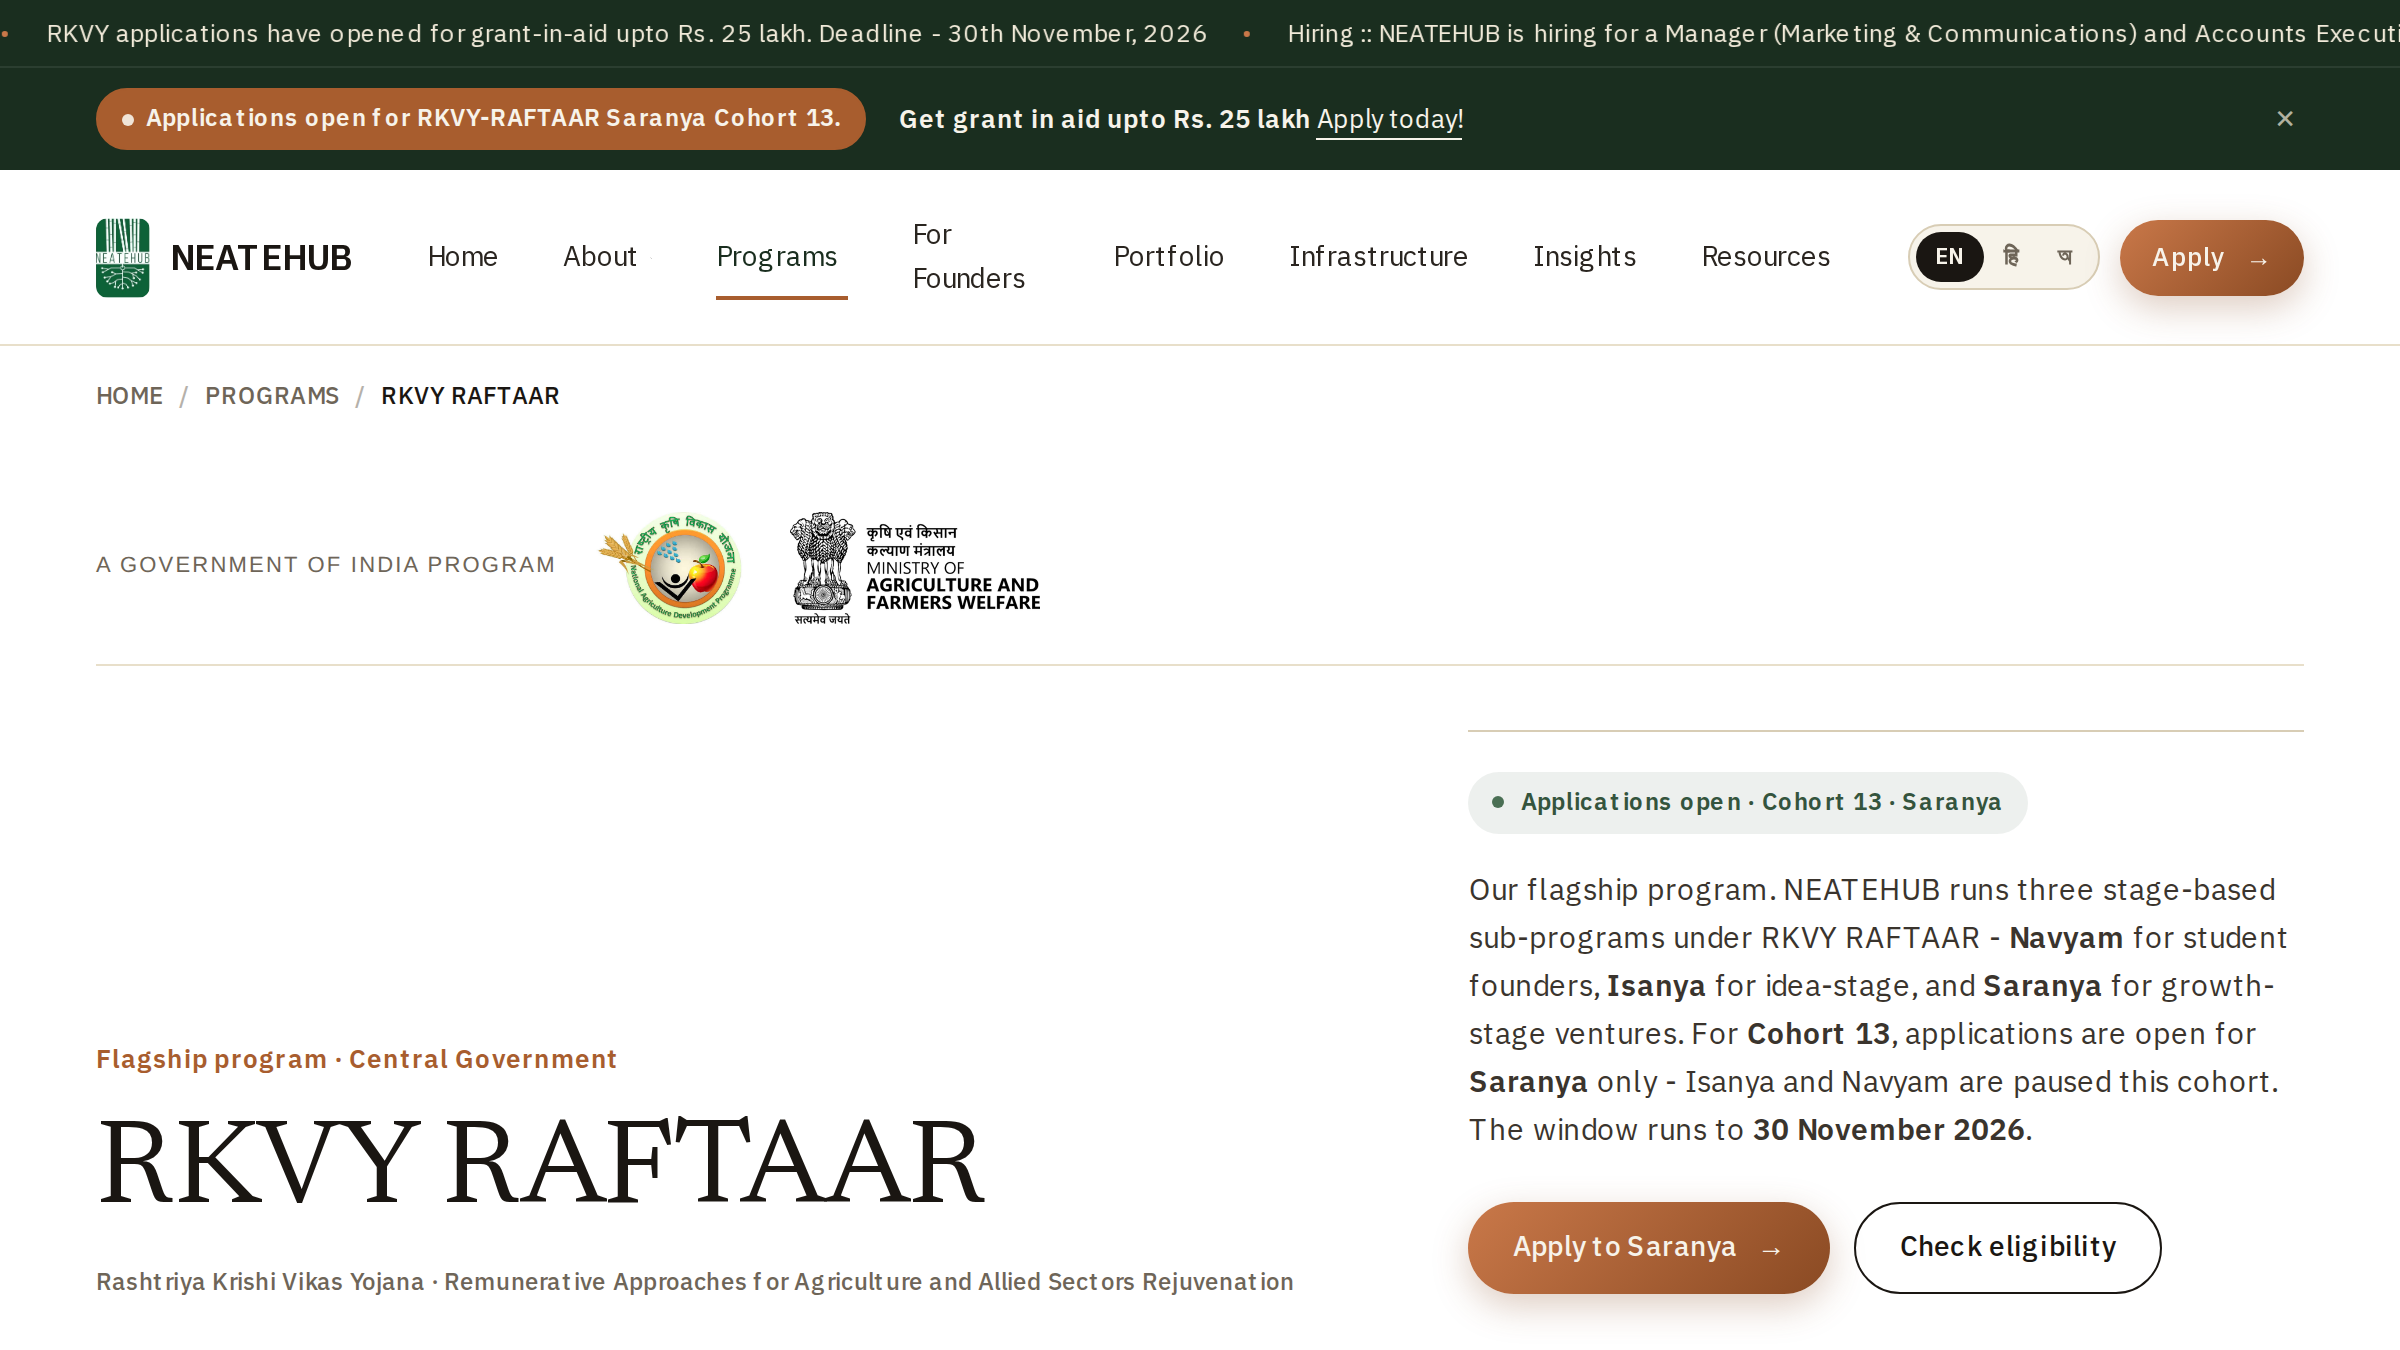 RKVY applications have opened for grant-in-aid upto Rs. 25 lakh. Deadline - 30th November, 2026 • Hiring :: NEATEHUB is hiring for a Manager (Marketing & Communications) and Accounts
Applications open for RKVY-RAFTAAR Saranya Cohort 13. Get grant in aid upto Rs. 25 lakh Apply today! ✕
NEATEHUB
NEATEHUB Home About Programs For Founders Portfolio Infrastructure Insights Resources EN हि अ Apply →
HOME / PROGRAMS / RKVY RAFTAAR
A GOVERNMENT OF INDIA PROGRAM
राष्ट्रीय कृषि विकास योजना
National Agriculture Development Programme
कृषि एवं किसान
कल्याण मंत्रालय
MINISTRY OF
AGRICULTURE AND
FARMERS WELFARE
सत्यमेव जयते
Flagship program · Central Government
RKVY RAFTAAR
Rashtriya Krishi Vikas Yojana · Remunerative Approaches for Agriculture and Allied Sectors Rejuvenation
Applications open · Cohort 13 · Saranya
Our flagship program. NEATEHUB runs three stage-based
sub-programs under RKVY RAFTAAR - Navyam for student
founders, Isanya for idea-stage, and Saranya for growth-
stage ventures. For Cohort 13, applications are open for
Saranya only - Isanya and Navyam are paused this cohort.
The window runs to 30 November 2026.
Apply to Saranya → Check eligibility